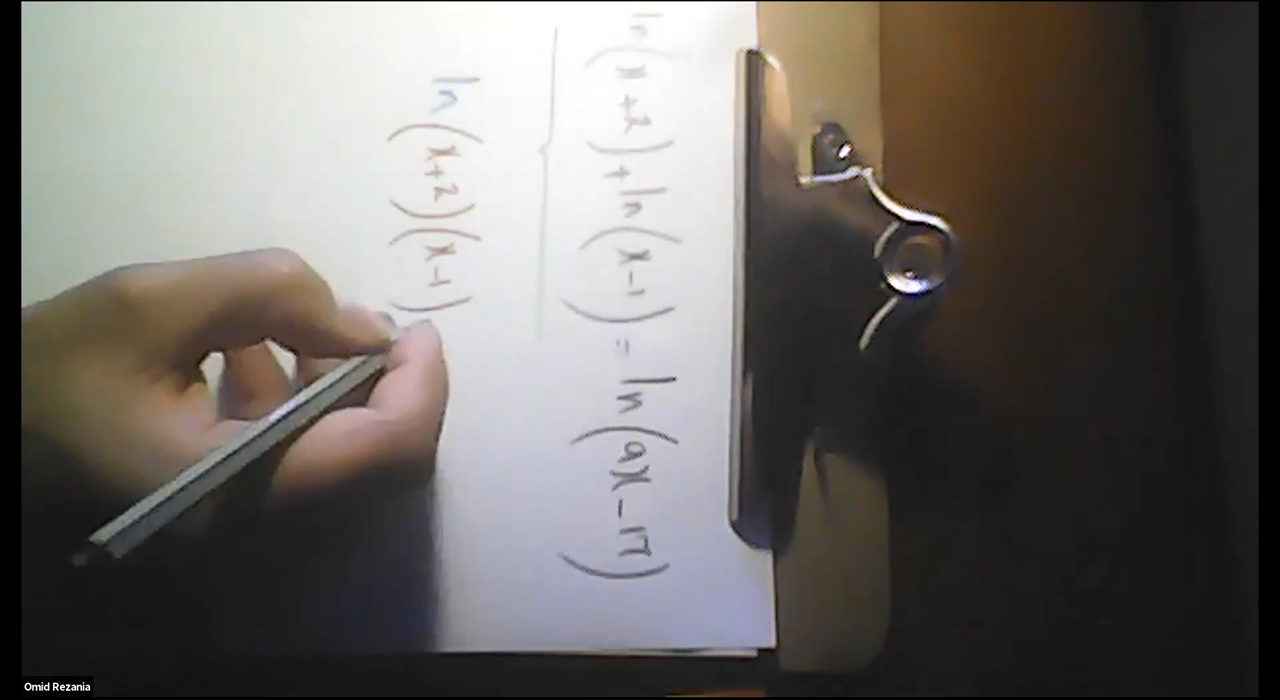 ln(x+2)+ln(x-1) = ln(9x-17)
ln(x+2)(x-1)
Omid Rezania